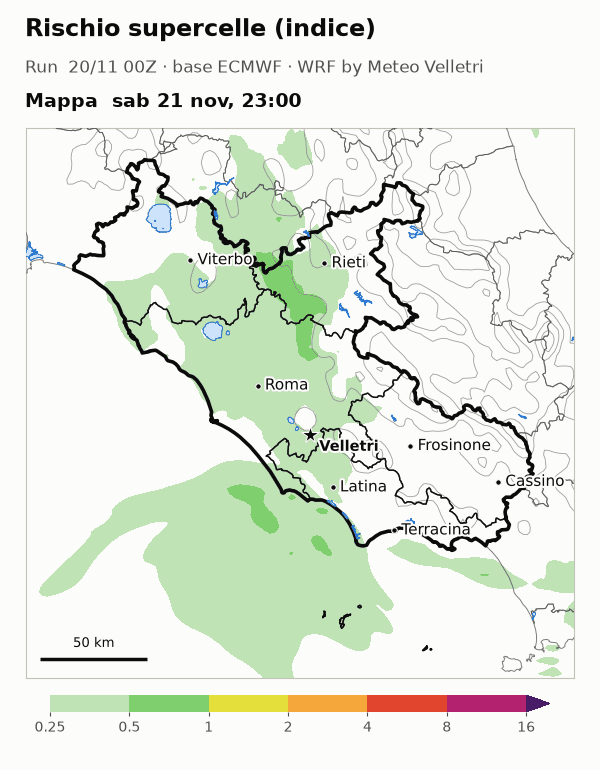 Rischio supercelle (indice)
Run  20/11 00Z · base ECMWF · WRF by Meteo Velletri
Mappa  sab 21 nov, 23:00
Viterbo
Rieti
Roma
Velletri
Frosinone
Cassino
Latina
Terracina
50 km
0.25 0.5 1 2 4 8 16